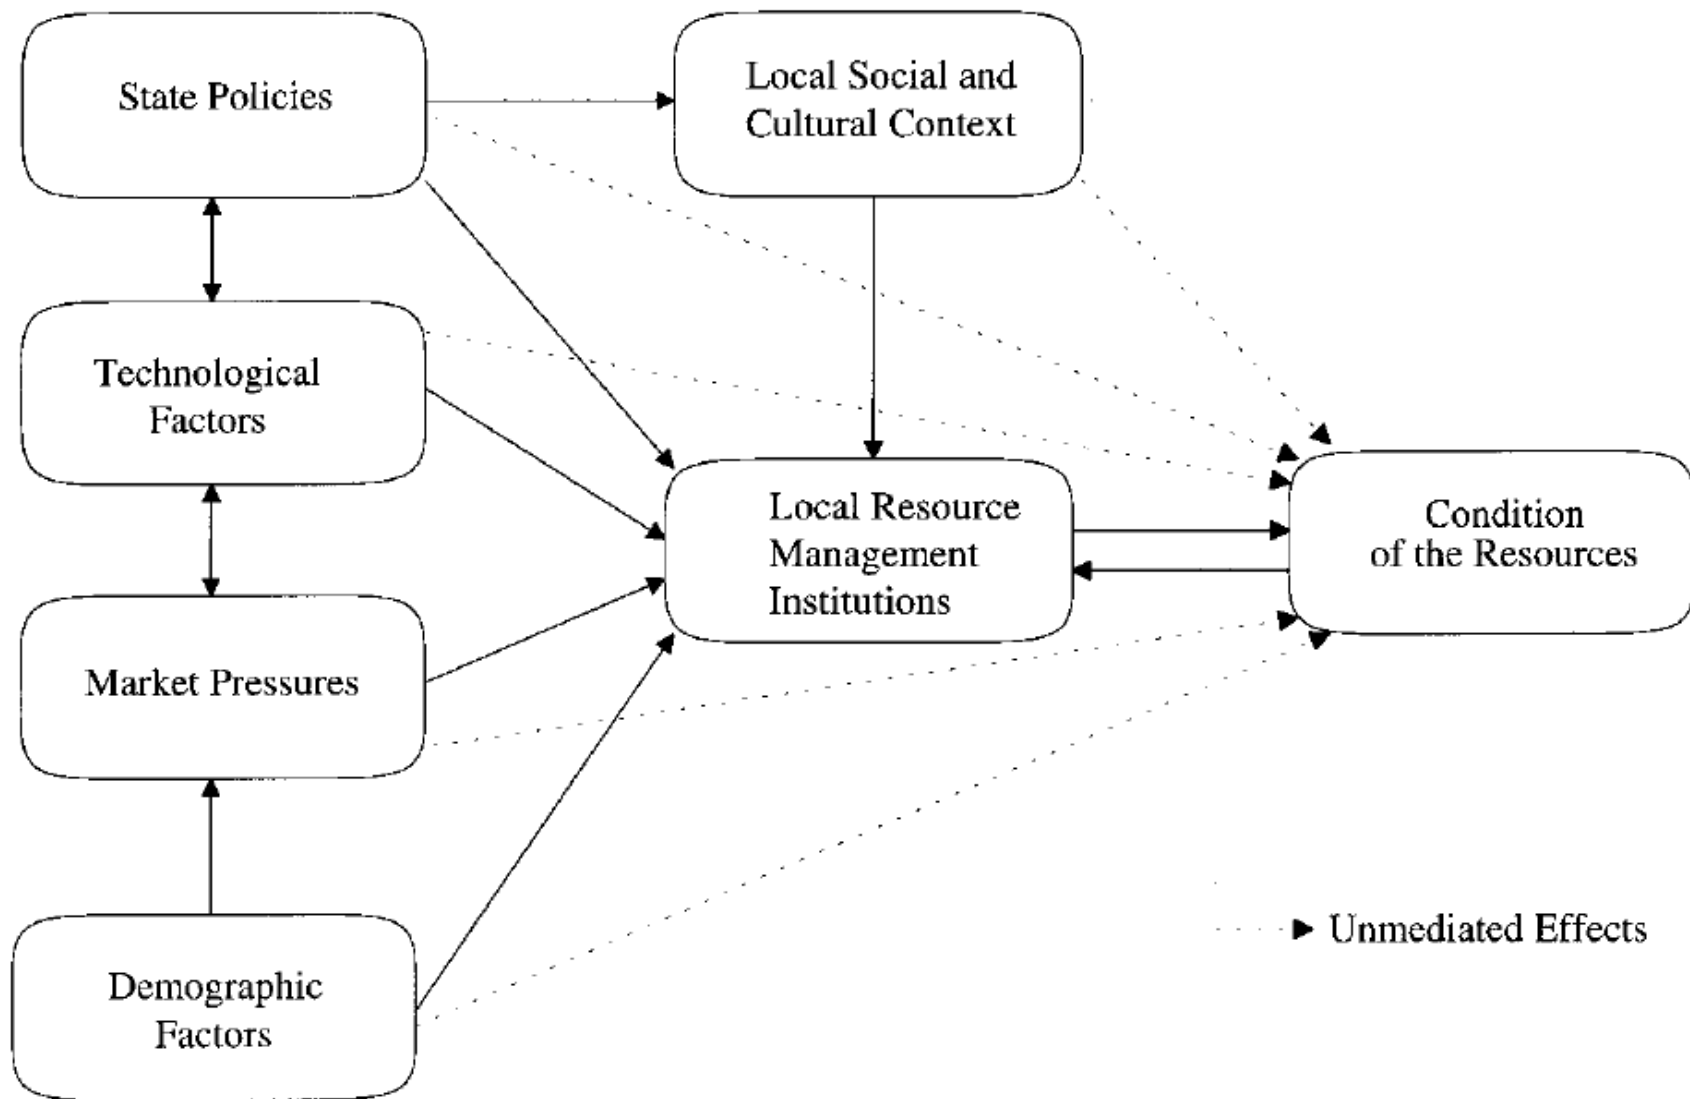 State Policies
Local Social and
Cultural Context
Technological
Factors
Local Resource
Management
Institutions
Condition
of the Resources
Market Pressures
Unmediated Effects
Demographic
Factors